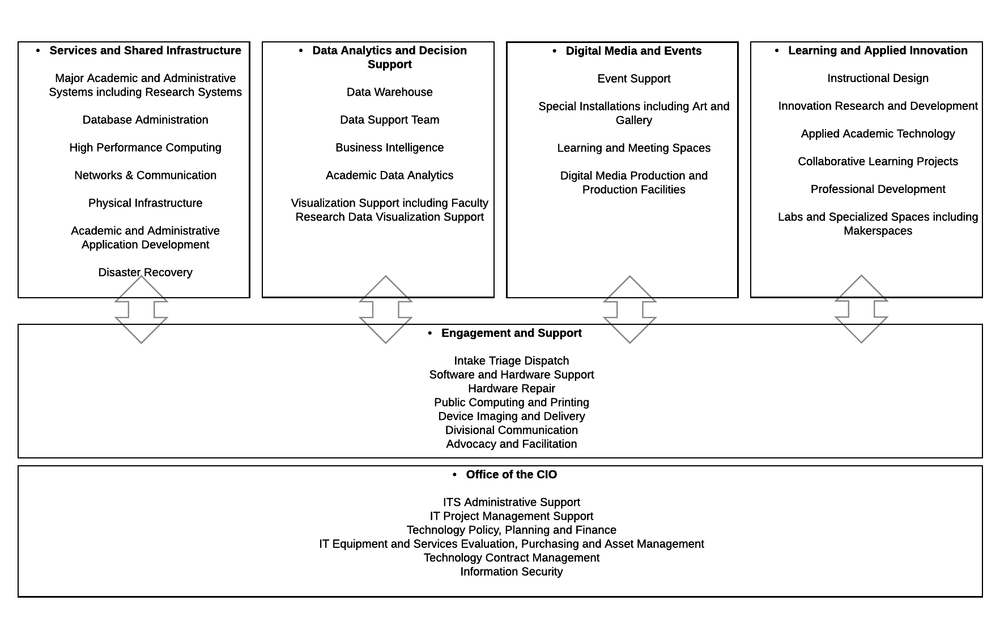 • Services and Shared Infrastructure
Major Academic and Administrative
Systems including Research Systems
Database Administration
High Performance Computing
Networks & Communication
Physical Infrastructure
Academic and Administrative
Application Development
Disaster Recovery
• Data Analytics and Decision
Support
Data Warehouse
Data Support Team
Business Intelligence
Academic Data Analytics
Visualization Support including Faculty
Research Data Visualization Support
• Digital Media and Events
Event Support
Special Installations including Art and
Gallery
Learning and Meeting Spaces
Digital Media Production and
Production Facilities
• Learning and Applied Innovation
Instructional Design
Innovation Research and Development
Applied Academic Technology
Collaborative Learning Projects
Professional Development
Labs and Specialized Spaces including
Makerspaces
• Engagement and Support
Intake Triage Dispatch
Software and Hardware Support
Hardware Repair
Public Computing and Printing
Device Imaging and Delivery
Divisional Communication
Advocacy and Facilitation
• Office of the CIO
ITS Administrative Support
IT Project Management Support
Technology Policy, Planning and Finance
IT Equipment and Services Evaluation, Purchasing and Asset Management
Technology Contract Management
Information Security